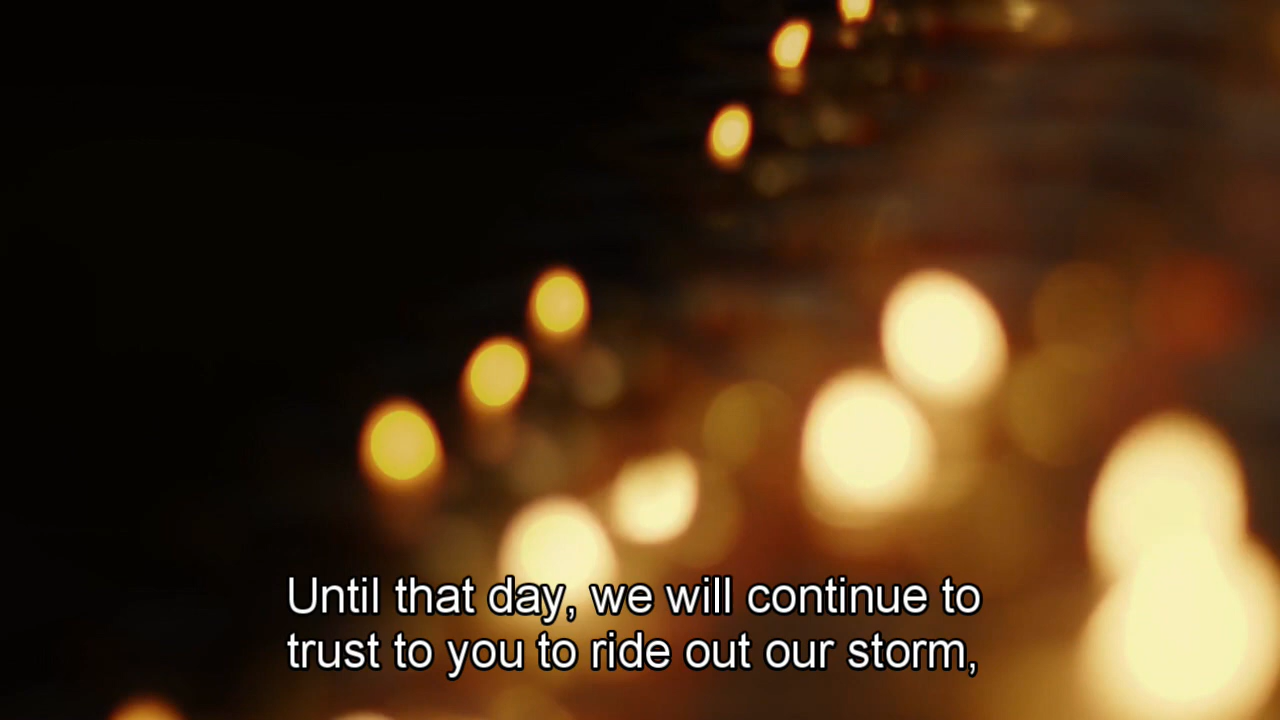 Until that day, we will continue to
trust to you to ride out our storm,